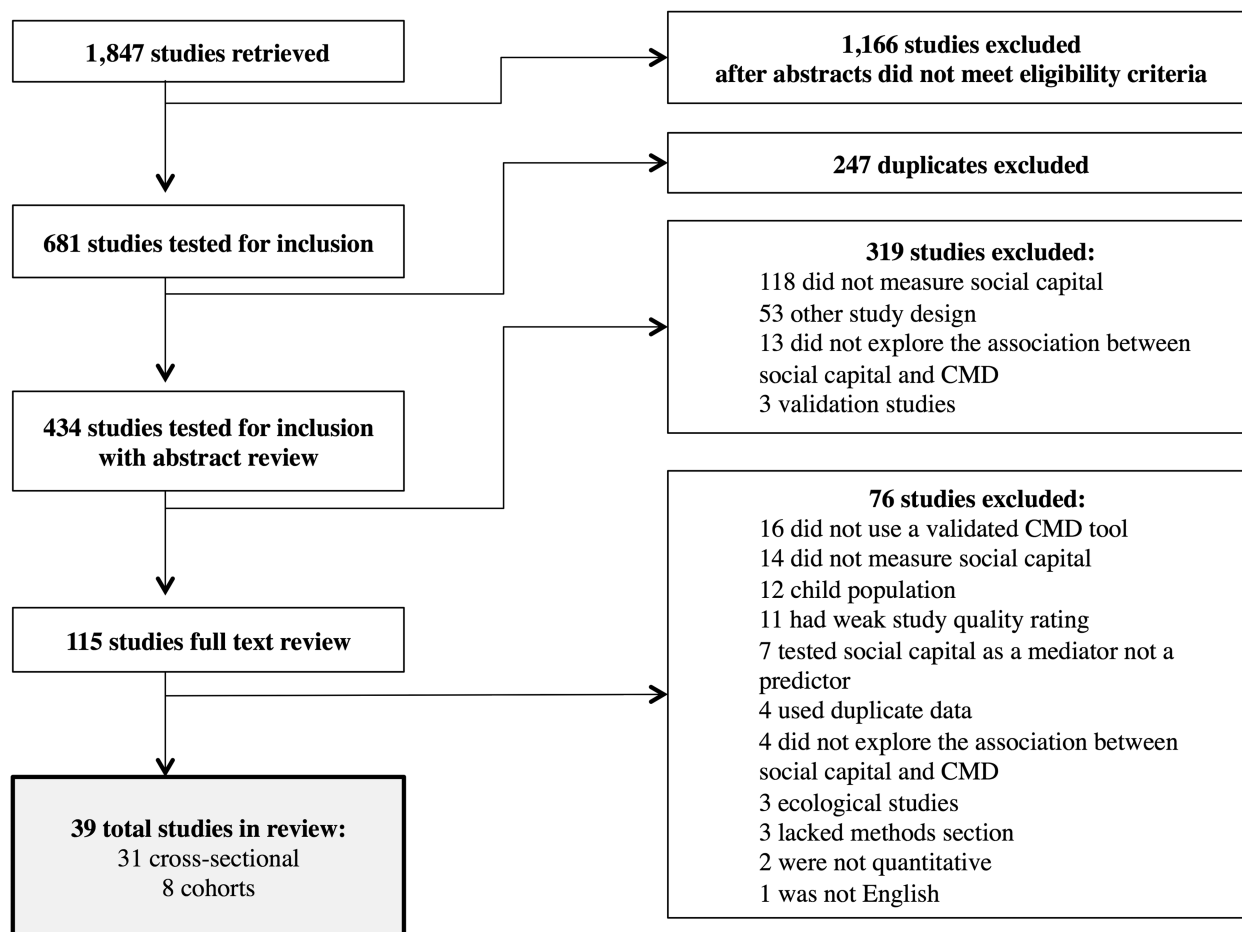 1,847 studies retrieved
1,166 studies excluded
after abstracts did not meet eligibility criteria
247 duplicates excluded
681 studies tested for inclusion
319 studies excluded:
118 did not measure social capital
53 other study design
13 did not explore the association between
social capital and CMD
3 validation studies
434 studies tested for inclusion
with abstract review
76 studies excluded:
16 did not use a validated CMD tool
14 did not measure social capital
12 child population
11 had weak study quality rating
7 tested social capital as a mediator not a
predictor
4 used duplicate data
4 did not explore the association between
social capital and CMD
3 ecological studies
3 lacked methods section
2 were not quantitative
1 was not English
115 studies full text review
39 total studies in review:
31 cross-sectional
8 cohorts